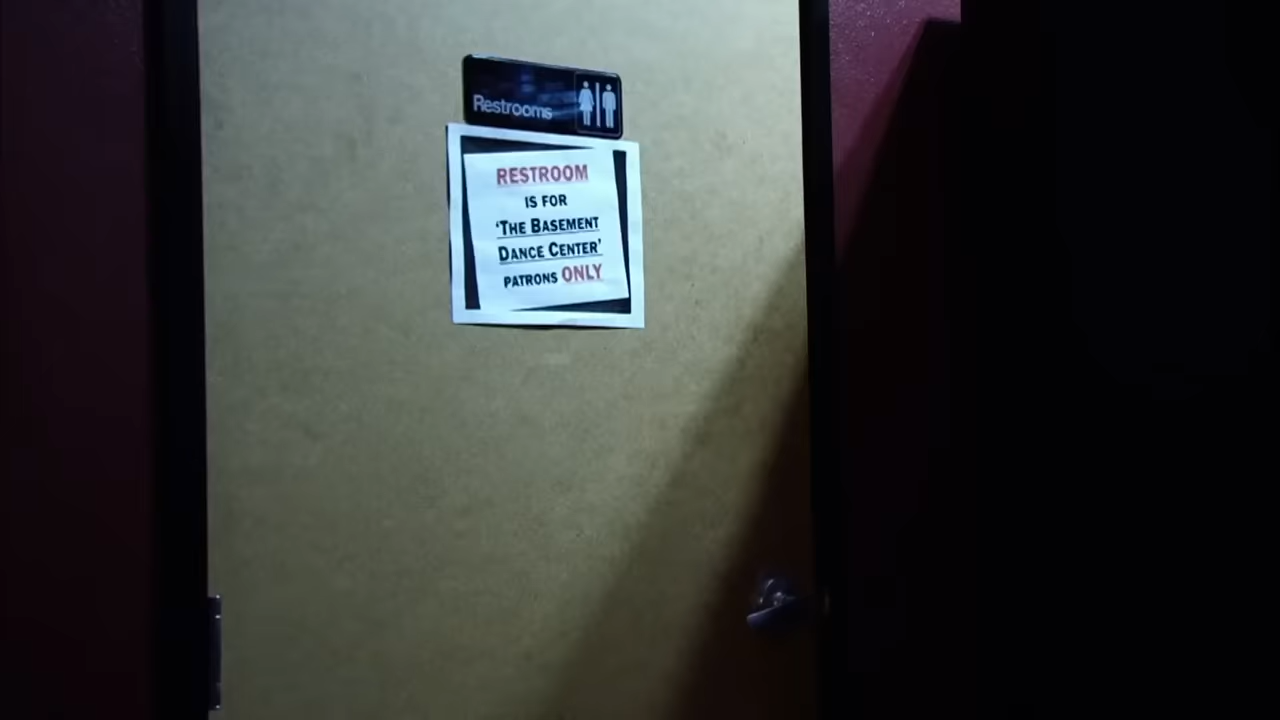 Restrooms
RESTROOM
IS FOR
'THE BASEMENT
DANCE CENTER'
PATRONS ONLY